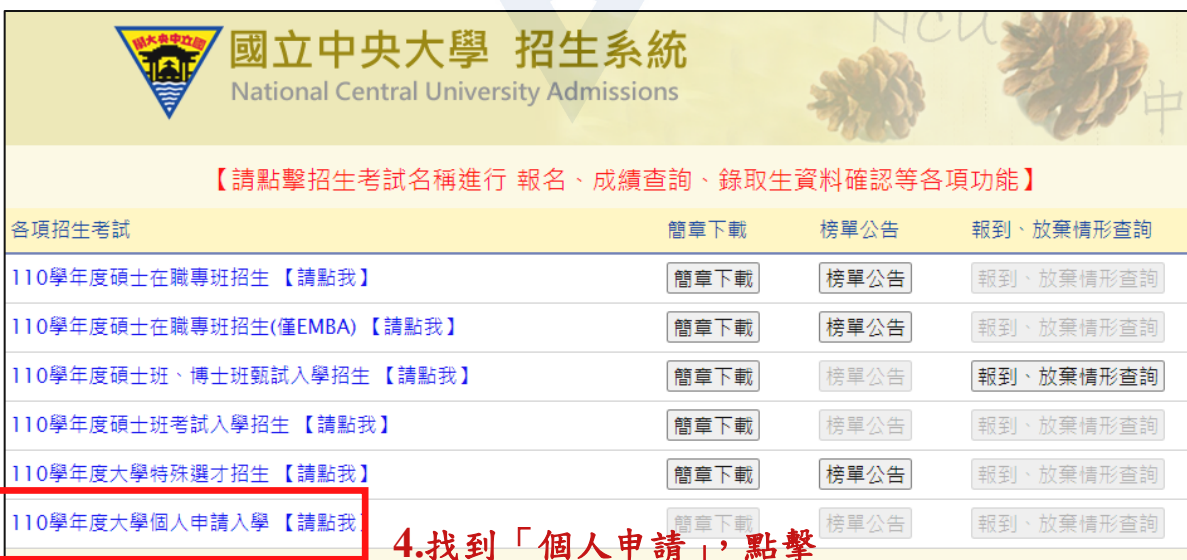 國立中央大學 招生系統
National Central University Admissions
NCU
中
【請點擊招生考試名稱進行 報名、成績查詢、錄取生資料確認等各項功能】
各項招生考試 簡章下載 榜單公告 報到、放棄情形查詢
110學年度碩士在職專班招生 【請點我】 簡章下載 榜單公告 報到、放棄情形查詢
110學年度碩士在職專班招生(僅EMBA) 【請點我】 簡章下載 榜單公告 報到、放棄情形查詢
110學年度碩士班、博士班甄試入學招生 【請點我】 簡章下載 榜單公告 報到、放棄情形查詢
110學年度碩士班考試入學招生 【請點我】 簡章下載 榜單公告 報到、放棄情形查詢
110學年度大學特殊選才招生 【請點我】 簡章下載 榜單公告 報到、放棄情形查詢
110學年度大學個人申請入學 【請點我】 簡章下載 榜單公告 報到、放棄情形查詢
4.找到「個人申請」，點擊